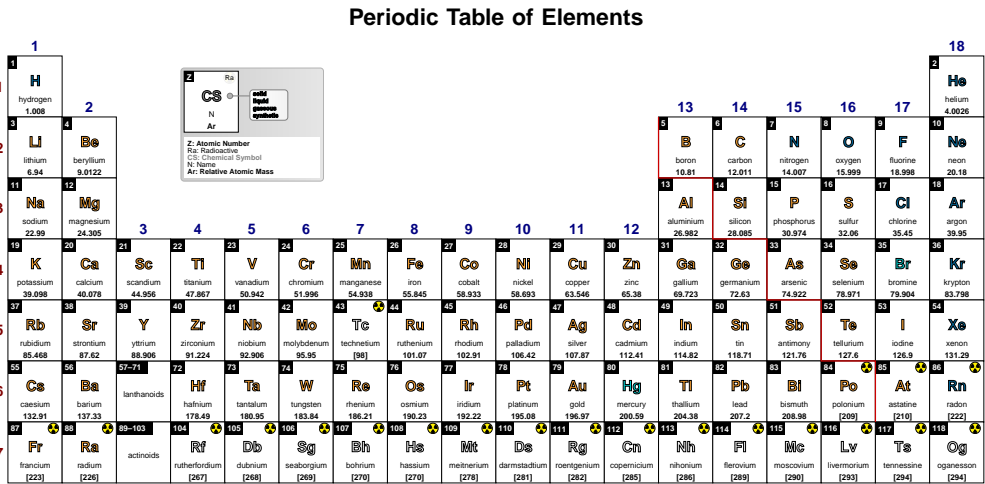 Periodic Table of Elements
1
18
1
H
hydrogen
1.008
2
He
helium
4.0026
Z
Ra
CS
N
Ar
solid
liquid
gaseous
synthetic
Z: Atomic Number
Ra: Radioactive
CS: Chemical Symbol
N: Name
Ar: Relative Atomic Mass
2
13 14 15 16 17
2
3 4 5 6 7 8 9 10
Li Be B C N O F Ne
lithium beryllium boron carbon nitrogen oxygen fluorine neon
6.94 9.0122 10.81 12.011 14.007 15.999 18.998 20.18
3
11 12 13 14 15 16 17 18
Na Mg Al Si P S Cl Ar
sodium magnesium aluminium silicon phosphorus sulfur chlorine argon
22.99 24.305 26.982 28.085 30.974 32.06 35.45 39.95
3 4 5 6 7 8 9 10 11 12
4
19 20 21 22 23 24 25 26 27 28 29 30 31 32 33 34 35 36
K Ca Sc Ti V Cr Mn Fe Co Ni Cu Zn Ga Ge As Se Br Kr
potassium calcium scandium titanium vanadium chromium manganese iron cobalt nickel copper zinc gallium germanium arsenic selenium bromine krypton
39.098 40.078 44.956 47.867 50.942 51.996 54.938 55.845 58.933 58.693 63.546 65.38 69.723 72.63 74.922 78.971 79.904 83.798
5
37 38 39 40 41 42 43 44 45 46 47 48 49 50 51 52 53 54
Rb Sr Y Zr Nb Mo Tc Ru Rh Pd Ag Cd In Sn Sb Te I Xe
rubidium strontium yttrium zirconium niobium molybdenum technetium ruthenium rhodium palladium silver cadmium indium tin antimony tellurium iodine xenon
85.468 87.62 88.906 91.224 92.906 95.95 [98] 101.07 102.91 106.42 107.87 112.41 114.82 118.71 121.76 127.6 126.9 131.29
6
55 56 57–71 72 73 74 75 76 77 78 79 80 81 82 83 84 85 86
Cs Ba lanthanoids Hf Ta W Re Os Ir Pt Au Hg Tl Pb Bi Po At Rn
caesium barium hafnium tantalum tungsten rhenium osmium iridium platinum gold mercury thallium lead bismuth polonium astatine radon
132.91 137.33 178.49 180.95 183.84 186.21 190.23 192.22 195.08 196.97 200.59 204.38 207.2 208.98 [209] [210] [222]
7
87 88 89–103 104 105 106 107 108 109 110 111 112 113 114 115 116 117 118
Fr Ra actinoids Rf Db Sg Bh Hs Mt Ds Rg Cn Nh Fl Mc Lv Ts Og
francium radium rutherfordium dubnium seaborgium bohrium hassium meitnerium darmstadtium roentgenium copernicium nihonium flerovium moscovium livermorium tennessine oganesson
[223] [226] [267] [268] [269] [270] [270] [278] [281] [282] [285] [286] [289] [290] [293] [294] [294]